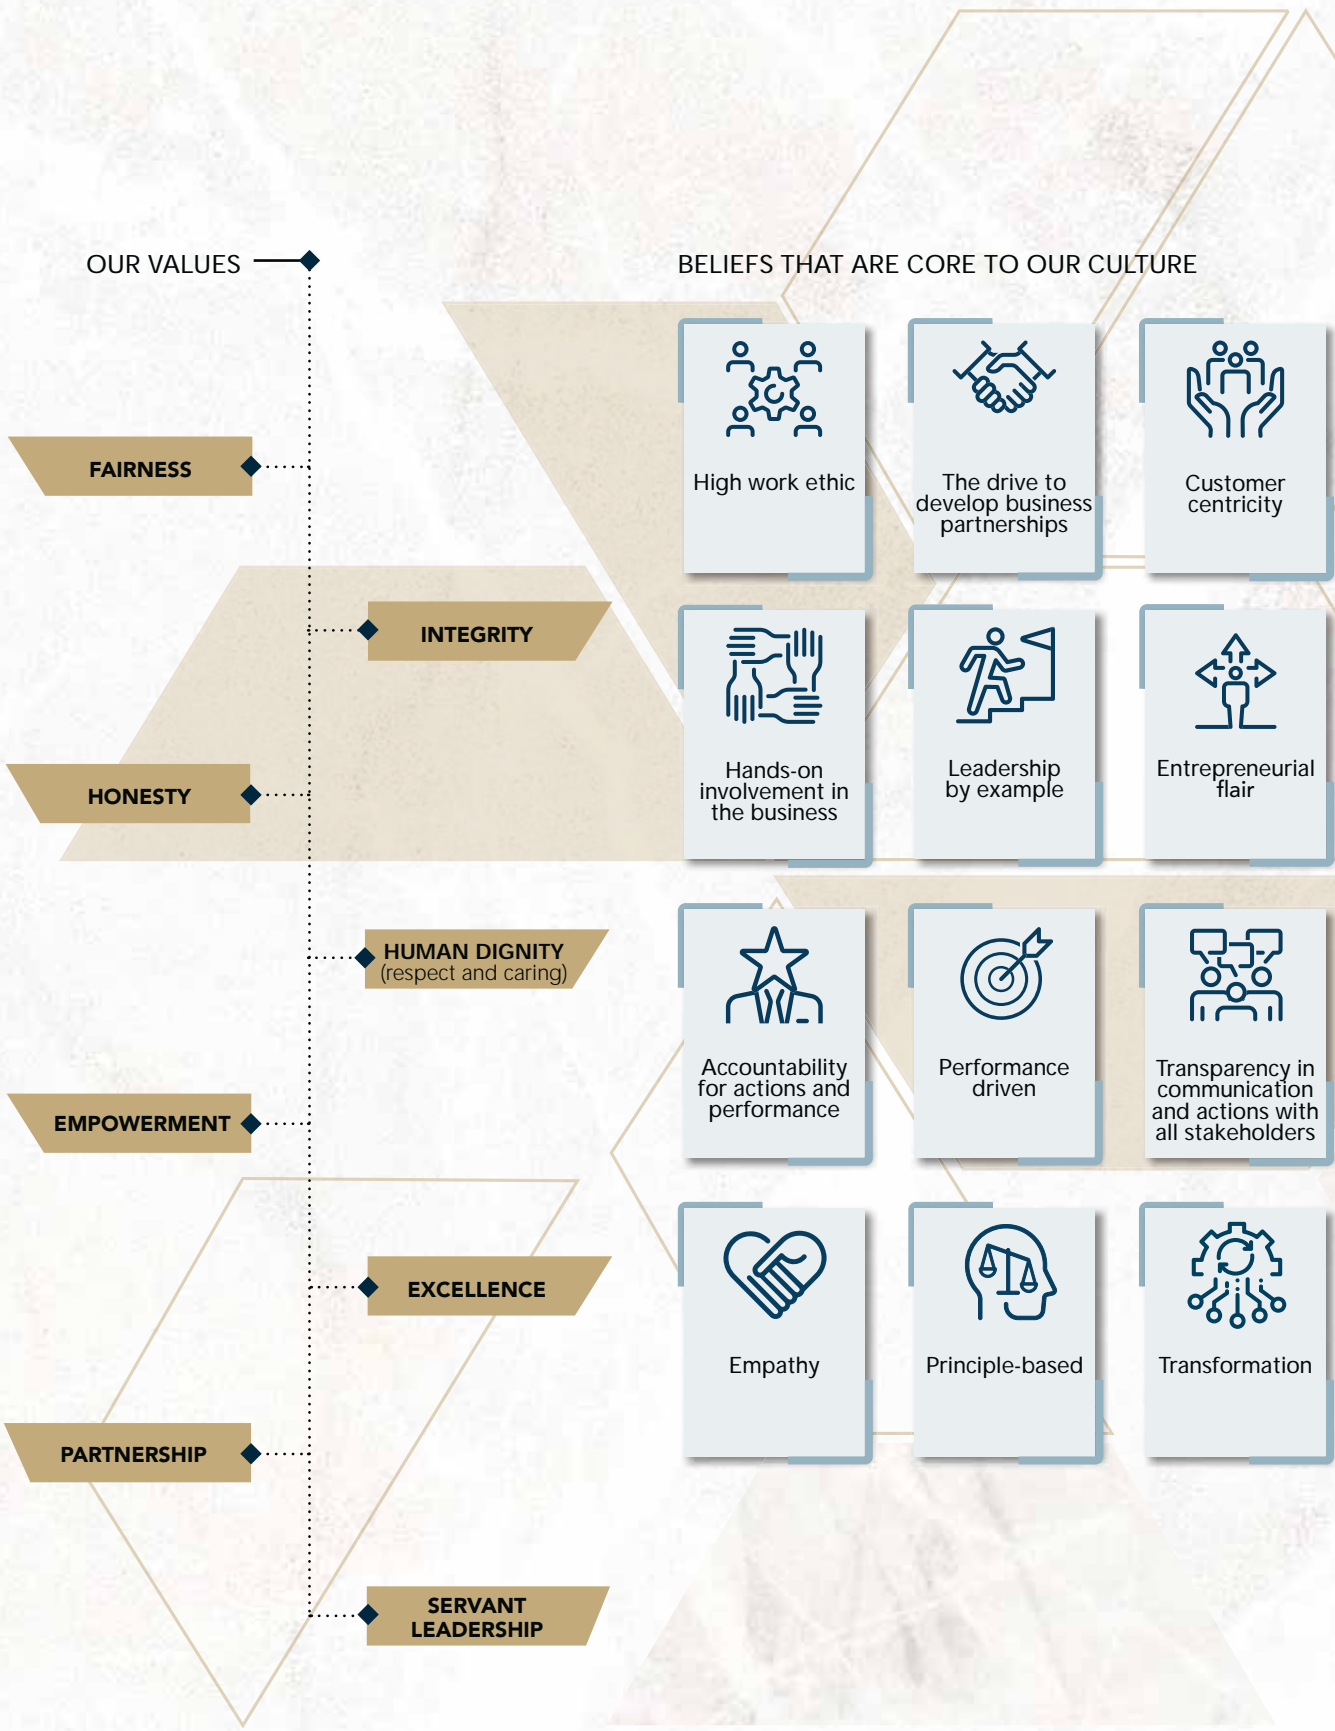 OUR VALUES
FAIRNESS
INTEGRITY
HONESTY
HUMAN DIGNITY
(respect and caring)
EMPOWERMENT
EXCELLENCE
PARTNERSHIP
SERVANT
LEADERSHIP
BELIEFS THAT ARE CORE TO OUR CULTURE
High work ethic
The drive to
develop business
partnerships
Customer
centricity
Hands-on
involvement in
the business
Leadership
by example
Entrepreneurial
flair
Accountability
for actions and
performance
Performance
driven
Transparency in
communication
and actions with
all stakeholders
Empathy
Principle-based
Transformation